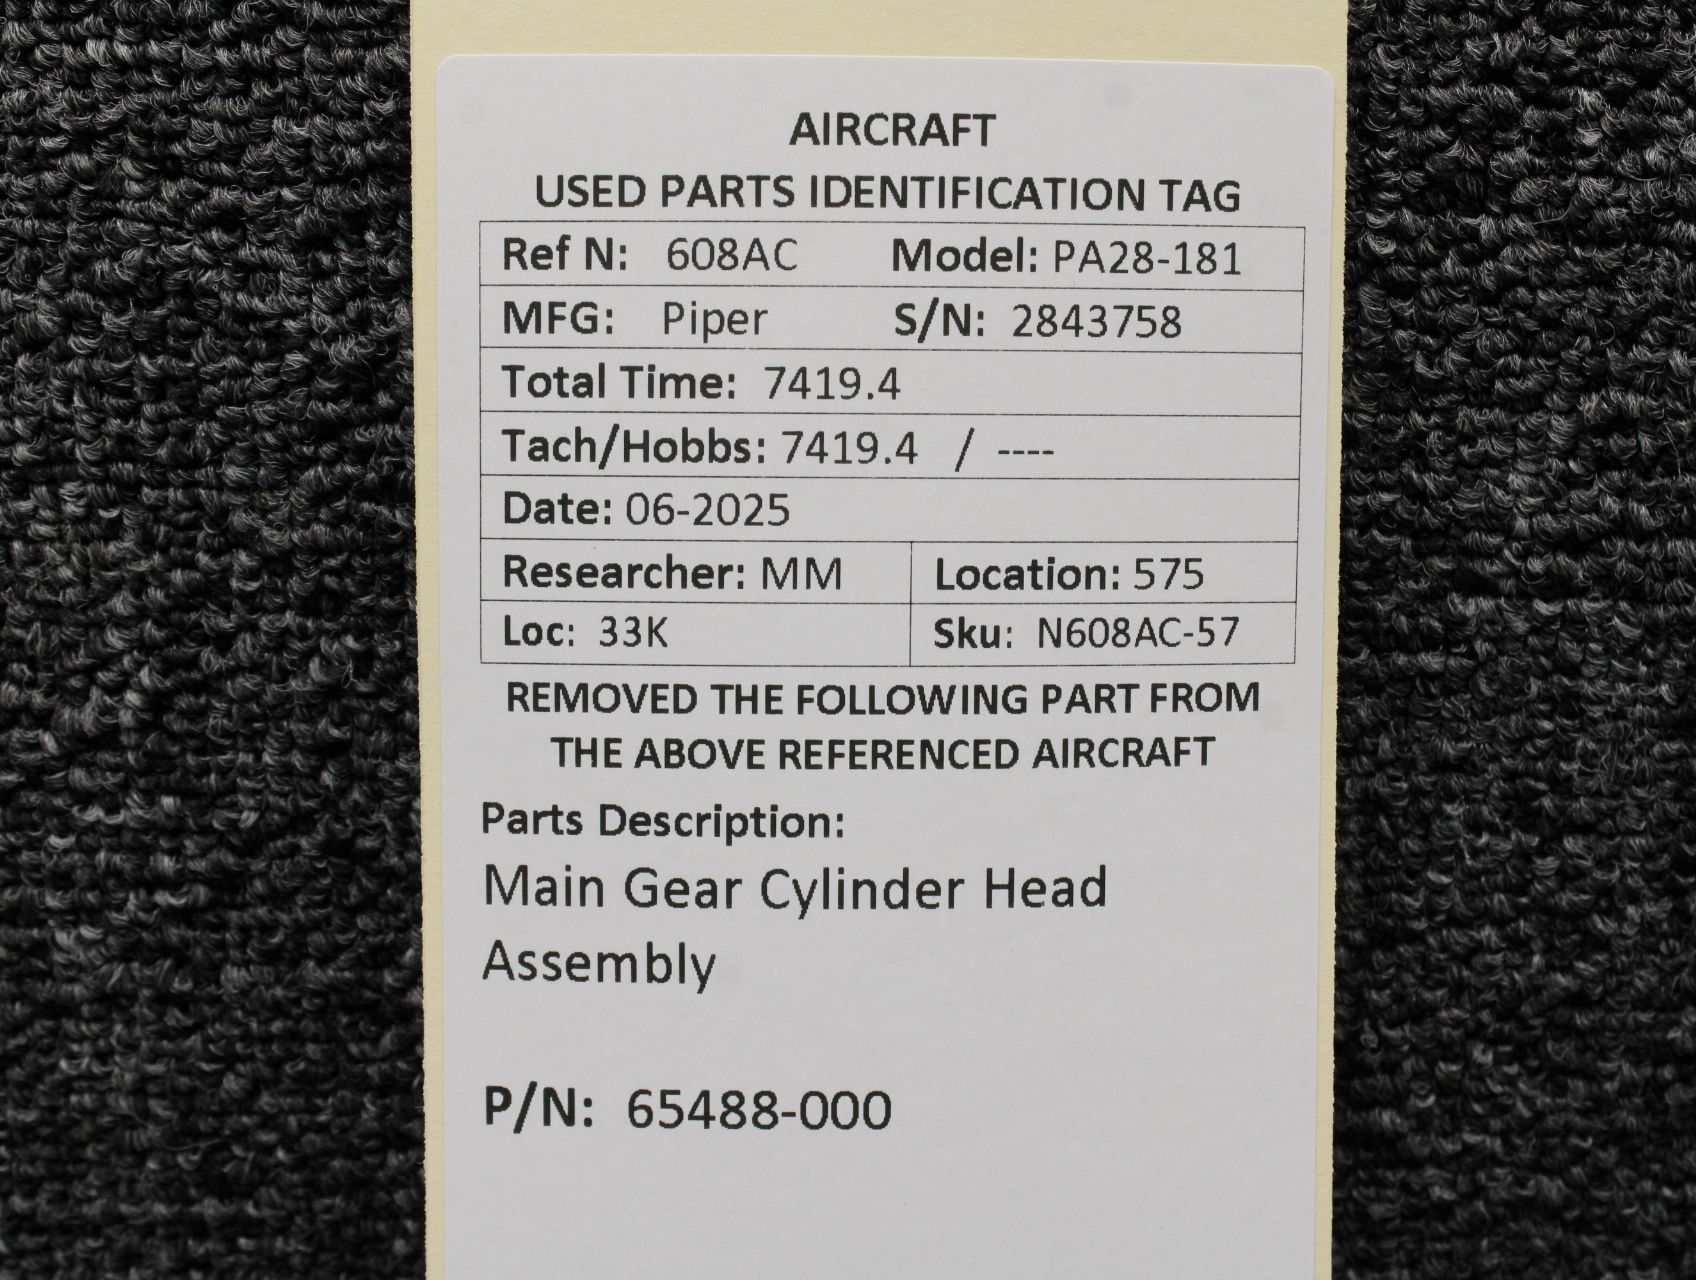 AIRCRAFT
USED PARTS IDENTIFICATION TAG
Ref N: 608AC Model: PA28-181
MFG: Piper S/N: 2843758
Total Time: 7419.4
Tach/Hobbs: 7419.4 / ----
Date: 06-2025
Researcher: MM Location: 575
Loc: 33K Sku: N608AC-57
REMOVED THE FOLLOWING PART FROM
THE ABOVE REFERENCED AIRCRAFT
Parts Description:
Main Gear Cylinder Head
Assembly
P/N: 65488-000